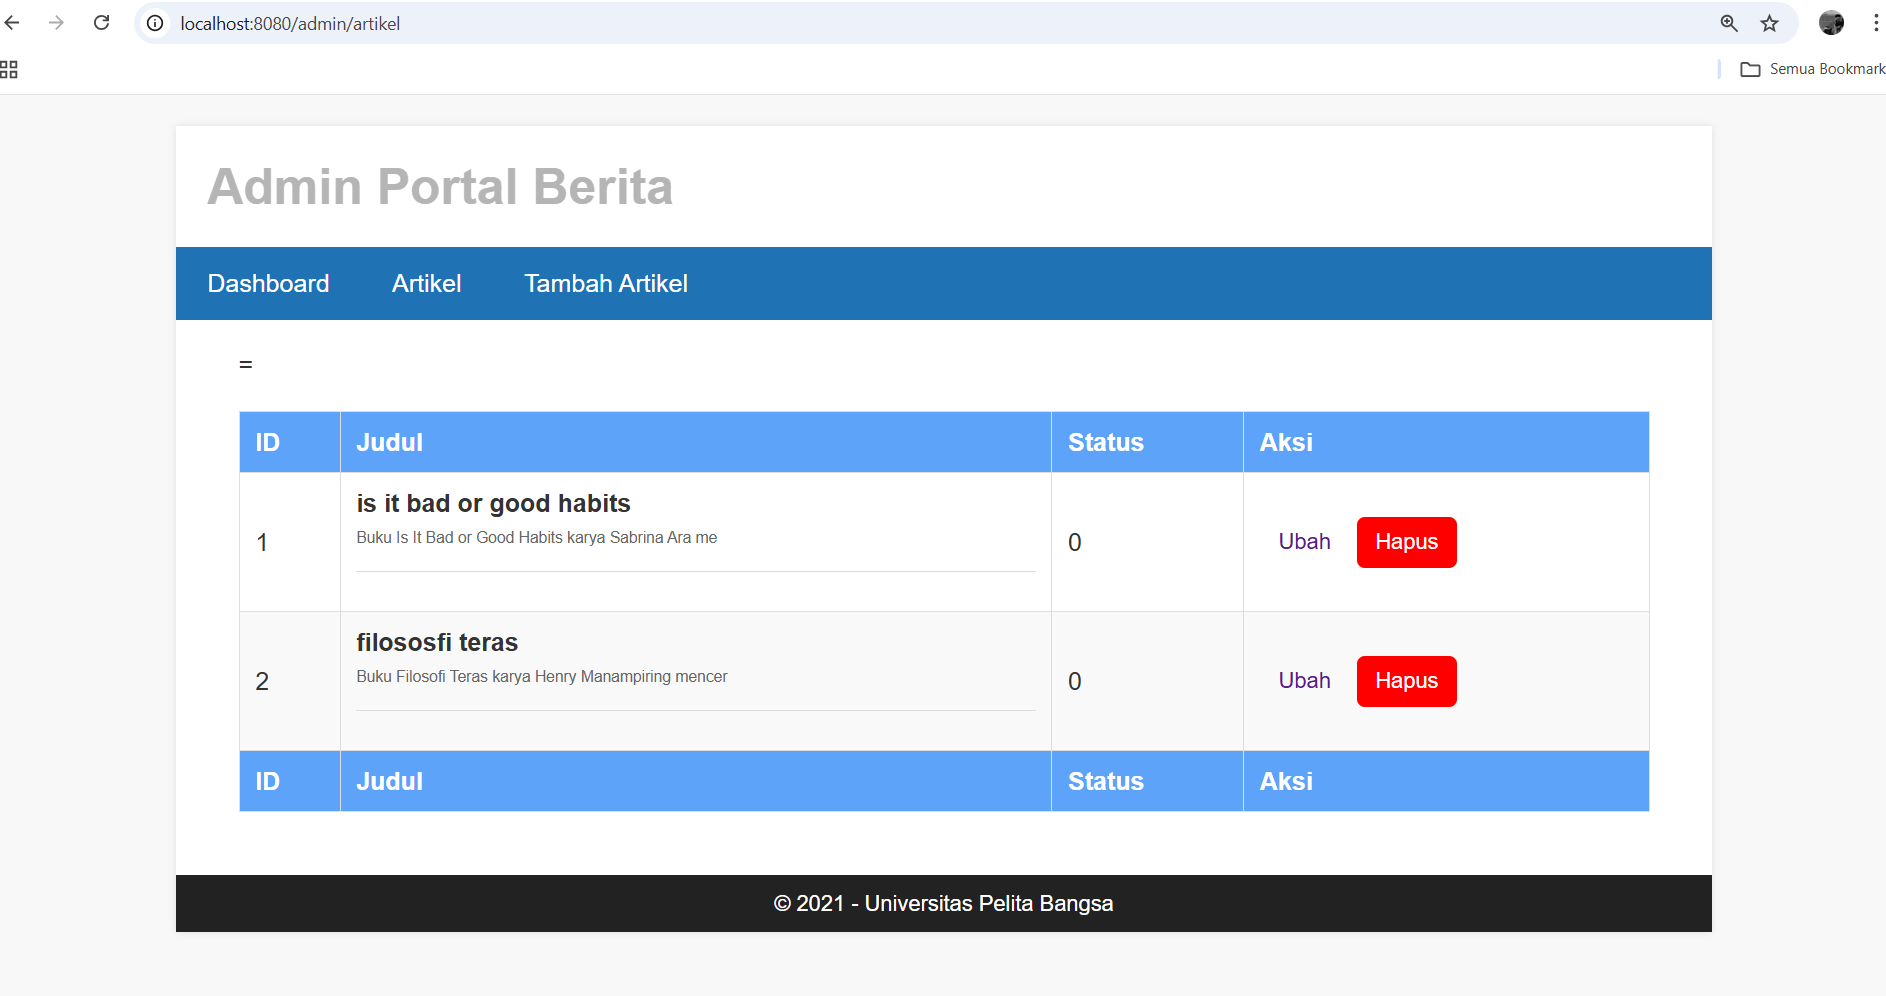 localhost:8080/admin/artikel
Semua Bookmark
Admin Portal Berita
Dashboard Artikel Tambah Artikel
=
ID Judul Status Aksi
is it bad or good habits
Buku Is It Bad or Good Habits karya Sabrina Ara me
1 0 Ubah Hapus
filososfi teras
Buku Filosofi Teras karya Henry Manampiring mencer
2 0 Ubah Hapus
ID Judul Status Aksi
© 2021 - Universitas Pelita Bangsa